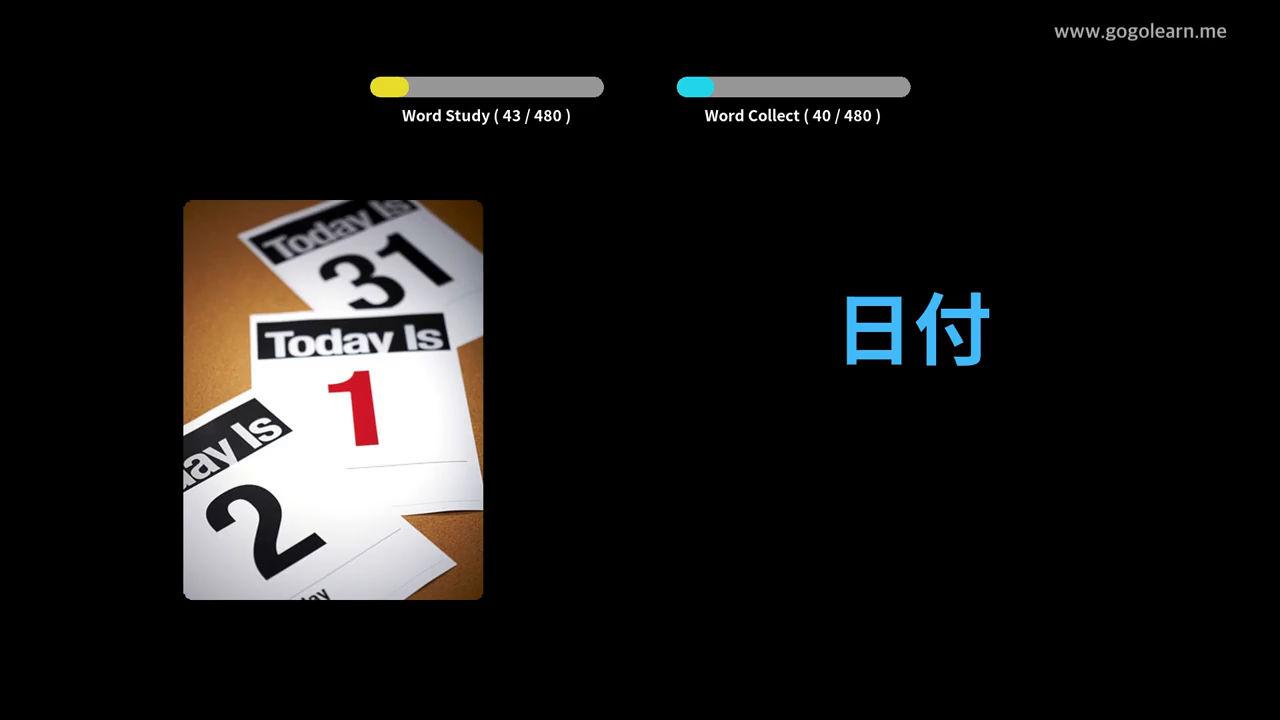 www.gogolearn.me
Word Study ( 43 / 480 )
Word Collect ( 40 / 480 )
Today Is
31
Today Is
1
ay Is
2
ay
日付